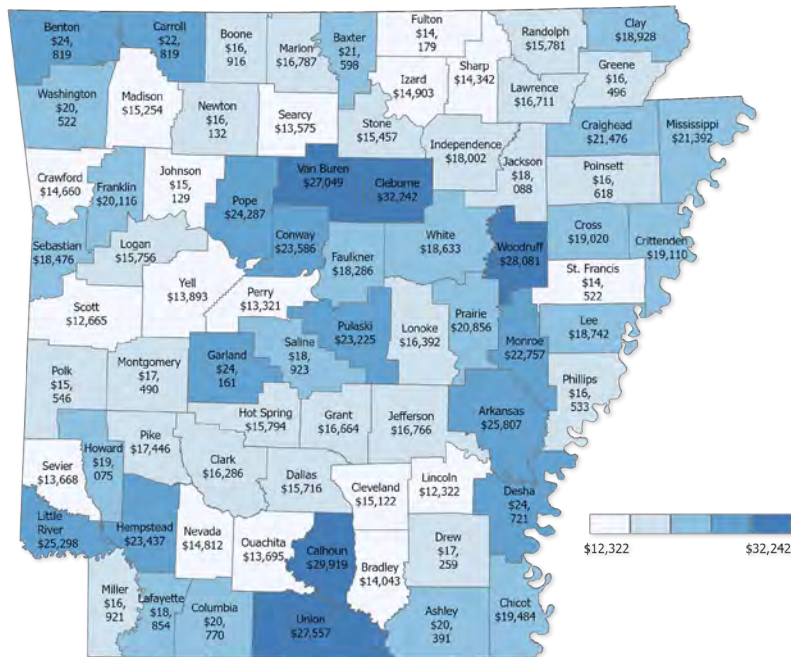 Benton
$24,
819
Carroll
$22,
819
Boone
$16,
916
Marion
$16,787
Baxter
$21,
598
Fulton
$14,
179
Sharp
$14,342
Randolph
$15,781
Clay
$18,928
Greene
$16,
496
Washington
$20,
522
Madison
$15,254
Newton
$16,
132
Searcy
$13,575
Stone
$15,457
Izard
$14,903
Lawrence
$16,711
Independence
$18,002
Jackson
$18,
088
Craighead
$21,476
Mississippi
$21,392
Poinsett
$16,
618
Crawford
$14,660
Franklin
$20,116
Johnson
$15,
129
Pope
$24,287
Van Buren
$27,049
Cleburne
$32,242
Sebastian
$18,476
Logan
$15,756
Conway
$23,586
Faulkner
$18,286
White
$18,633
Woodruff
$28,081
Cross
$19,020
Crittenden
$19,110
St. Francis
$14,
522
Scott
$12,665
Yell
$13,893
Perry
$13,321
Pulaski
$23,225
Lonoke
$16,392
Prairie
$20,856
Monroe
$22,757
Lee
$18,742
Phillips
$16,
533
Polk
$15,
546
Montgomery
$17,
490
Garland
$24,
161
Saline
$18,
923
Hot Spring
$15,794
Grant
$16,664
Jefferson
$16,766
Arkansas
$25,807
Sevier
$13,668
Howard
$19,
075
Pike
$17,446
Clark
$16,286
Dallas
$15,716
Cleveland
$15,122
Lincoln
$12,322
Desha
$24,
721
Little
River
$25,298
Hempstead
$23,437
Nevada
$14,812
Ouachita
$13,695
Calhoun
$29,919
Bradley
$14,043
Drew
$17,
259
Miller
$16,
921
Lafayette
$18,
854
Columbia
$20,
770
Union
$27,557
Ashley
$20,
391
Chicot
$19,484
$12,322
$32,242